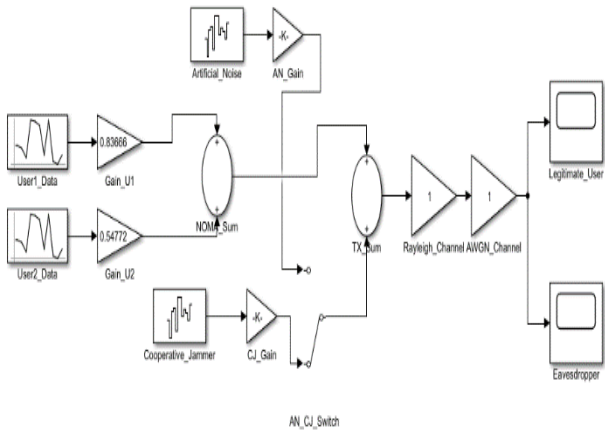 -K-
Artificial_Noise
AN_Gain
+
0.83666
User1_Data
Gain_U1
+
NOMA_Sum
0.54772
User2_Data
Gain_U2
+
+
TX_Sum
1
Rayleigh_Channel
1
AWGN_Channel
Legitimate_User
-K-
Cooperative_Jammer
CJ_Gain
Eavesdropper
AN_CJ_Switch